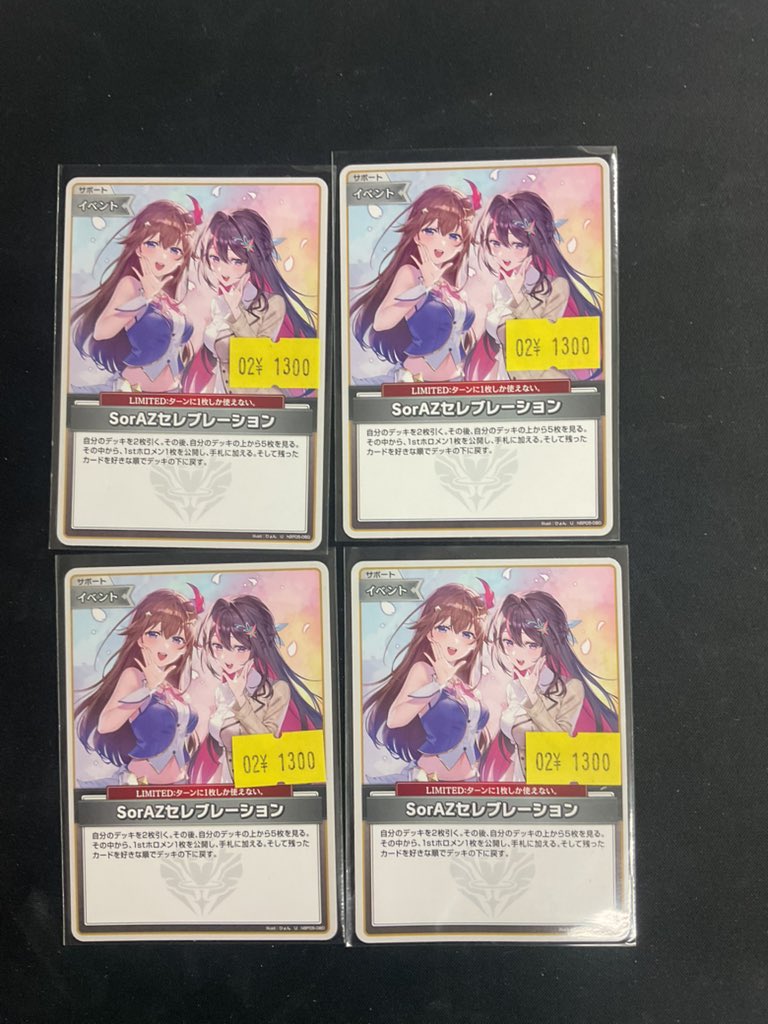 サポート
イベント
02¥ 1300
LIMITED:ターンに1枚しか使えない。
SorAZセレブレーション
自分のデッキを2枚引く。その後、自分のデッキの上から5枚を見る。
その中から、1stホロメン1枚を公開し、手札に加える。そして残った
カードを好きな順でデッキの下に戻す。
サポート
イベント
02¥ 1300
LIMITED:ターンに1枚しか使えない。
SorAZセレブレーション
自分のデッキを2枚引く。その後、自分のデッキの上から5枚を見る。
その中から、1stホロメン1枚を公開し、手札に加える。そして残った
カードを好きな順でデッキの下に戻す。
サポート
イベント
02¥ 1300
LIMITED:ターンに1枚しか使えない。
SorAZセレブレーション
自分のデッキを2枚引く。その後、自分のデッキの上から5枚を見る。
その中から、1stホロメン1枚を公開し、手札に加える。そして残った
カードを好きな順でデッキの下に戻す。
サポート
イベント
02¥ 1300
LIMITED:ターンに1枚しか使えない。
SorAZセレブレーション
自分のデッキを2枚引く。その後、自分のデッキの上から5枚を見る。
その中から、1stホロメン1枚を公開し、手札に加える。そして残った
カードを好きな順でデッキの下に戻す。